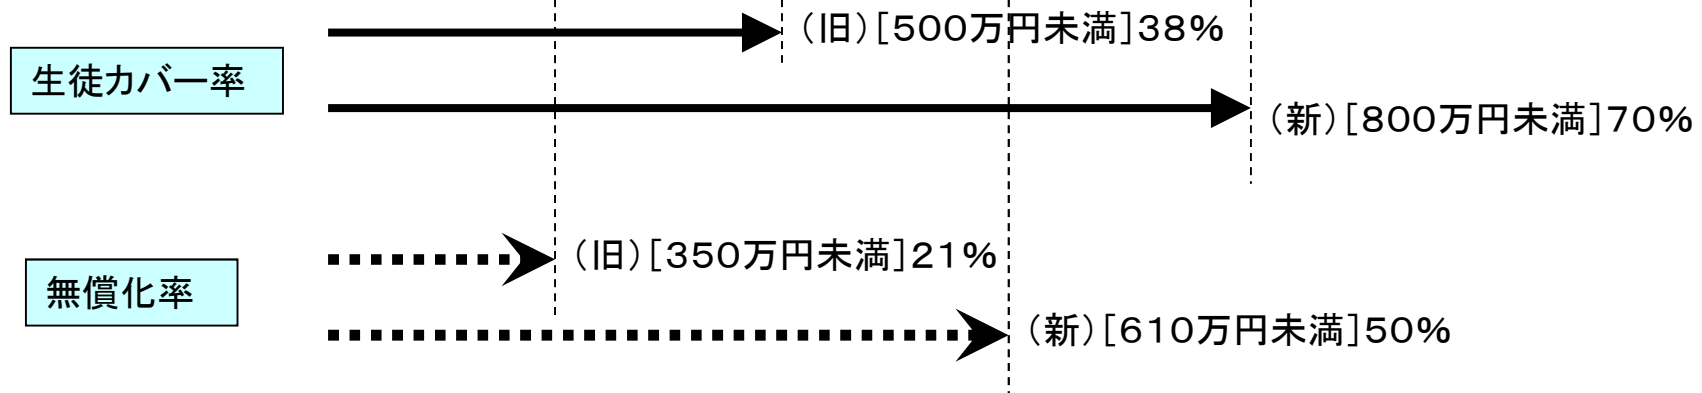 （旧）［500万円未満］38％
生徒カバー率
（新）［800万円未満］70％
（旧）［350万円未満］21％
無償化率
（新）［610万円未満］50％